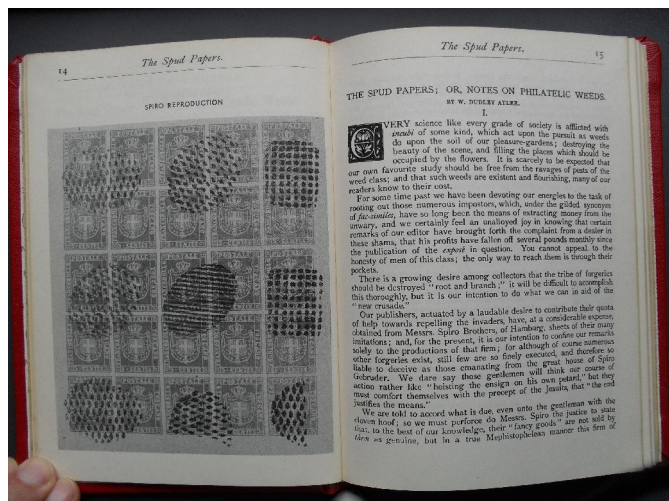 14
The Spud Papers.
SPIRO REPRODUCTION
The Spud Papers.
15
THE SPUD PAPERS; OR, NOTES ON PHILATELIC WEEDS.
BY W. DUDLEY ATLEE.
I.
EVERY science like every grade of society is afflicted with
incubi of some kind, which act upon the pursuit as weeds
do upon the soil of our pleasure-gardens; destroying the
beauty of the scene, and filling the places which should be
occupied by the flowers. It is scarcely to be expected that
our own favourite study should be free from the ravages of pests of the
weed class; and that such weeds are existent and flourishing, many of our
readers know to their cost.
For some time past we have been devoting our energies to the task of
rooting out those numerous impostors, which, under the gilded synonyms
of fac-similes, have so long been the means of extracting money from the
unwary, and we certainly feel an unalloyed joy in knowing that certain
remarks of our editor have brought forth the complaint from a dealer in
these shams, that his profits have fallen off several pounds monthly since
the publication of the exposé in question. You cannot appeal to the
honesty of men of this class; the only way to reach them is through their
pockets.
There is a growing desire among collectors that the tribe of forgeries
should be destroyed "root and branch;" it will be difficult to accomplish
this thoroughly, but it is our intention to do what we can in aid of the
"new crusade."
Our publishers, actuated by a laudable desire to contribute their quota
of help towards repelling the invaders, have, at a considerable expense,
obtained from Messrs. Spiro Brothers, of Hamburg, sheets of their many
imitations; and, for the present, it is our intention to confine our remarks
solely to the productions of that firm; for although of course numerous
other forgeries exist, still few are so finely executed, and therefore so
liable to deceive as those emanating from the great house of Spiro
Gebruder. We dare say those gentlemen will think our course of
action rather like "hoisting the ensign on his own petard," but they
must comfort themselves with the precept of the Jesuits, that "the end
justifies the means."
We are told to accord what is due, even unto the gentleman with the
cloven hoof; so we must perforce do Messrs. Spiro the justice to state
that, to the best of our knowledge, their "fancy goods" are not sold by
them as genuine, but in a true Mephistophelean manner this firm of